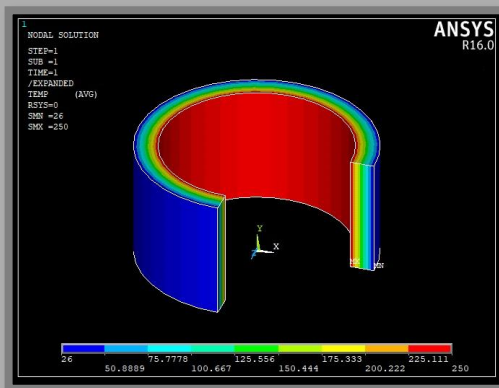 1
NODAL SOLUTION
STEP=1
SUB =1
TIME=1
/EXPANDED
TEMP (AVG)
RSYS=0
SMN =26
SMX =250
ANSYS
R16.0
Y
X
MX
MN
26 75.7778 125.556 175.333 225.111
50.8889 100.667 150.444 200.222 250